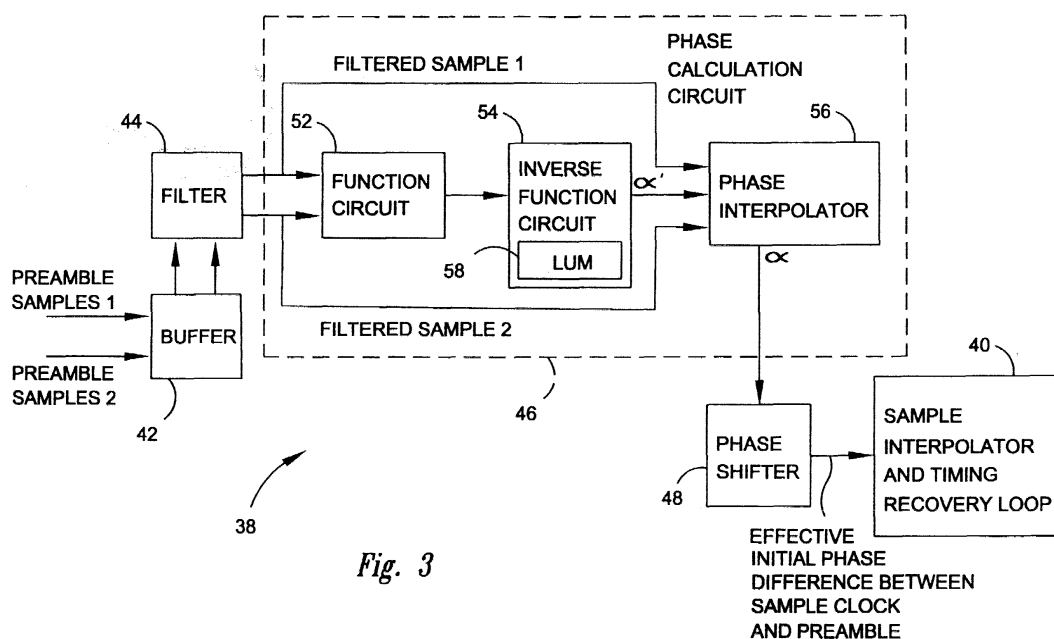 PHASE
CALCULATION
CIRCUIT
FILTERED SAMPLE 1
44
52
54
56
FILTER
FUNCTION
CIRCUIT
INVERSE
FUNCTION
CIRCUIT
α'
PHASE
INTERPOLATOR
58
LUM
α
PREAMBLE
SAMPLES 1
BUFFER
PREAMBLE
SAMPLES 2
42
FILTERED SAMPLE 2
46
40
PHASE
SHIFTER
48
SAMPLE
INTERPOLATOR
AND TIMING
RECOVERY LOOP
38
EFFECTIVE
INITIAL PHASE
DIFFERENCE BETWEEN
SAMPLE CLOCK
AND PREAMBLE
Fig. 3